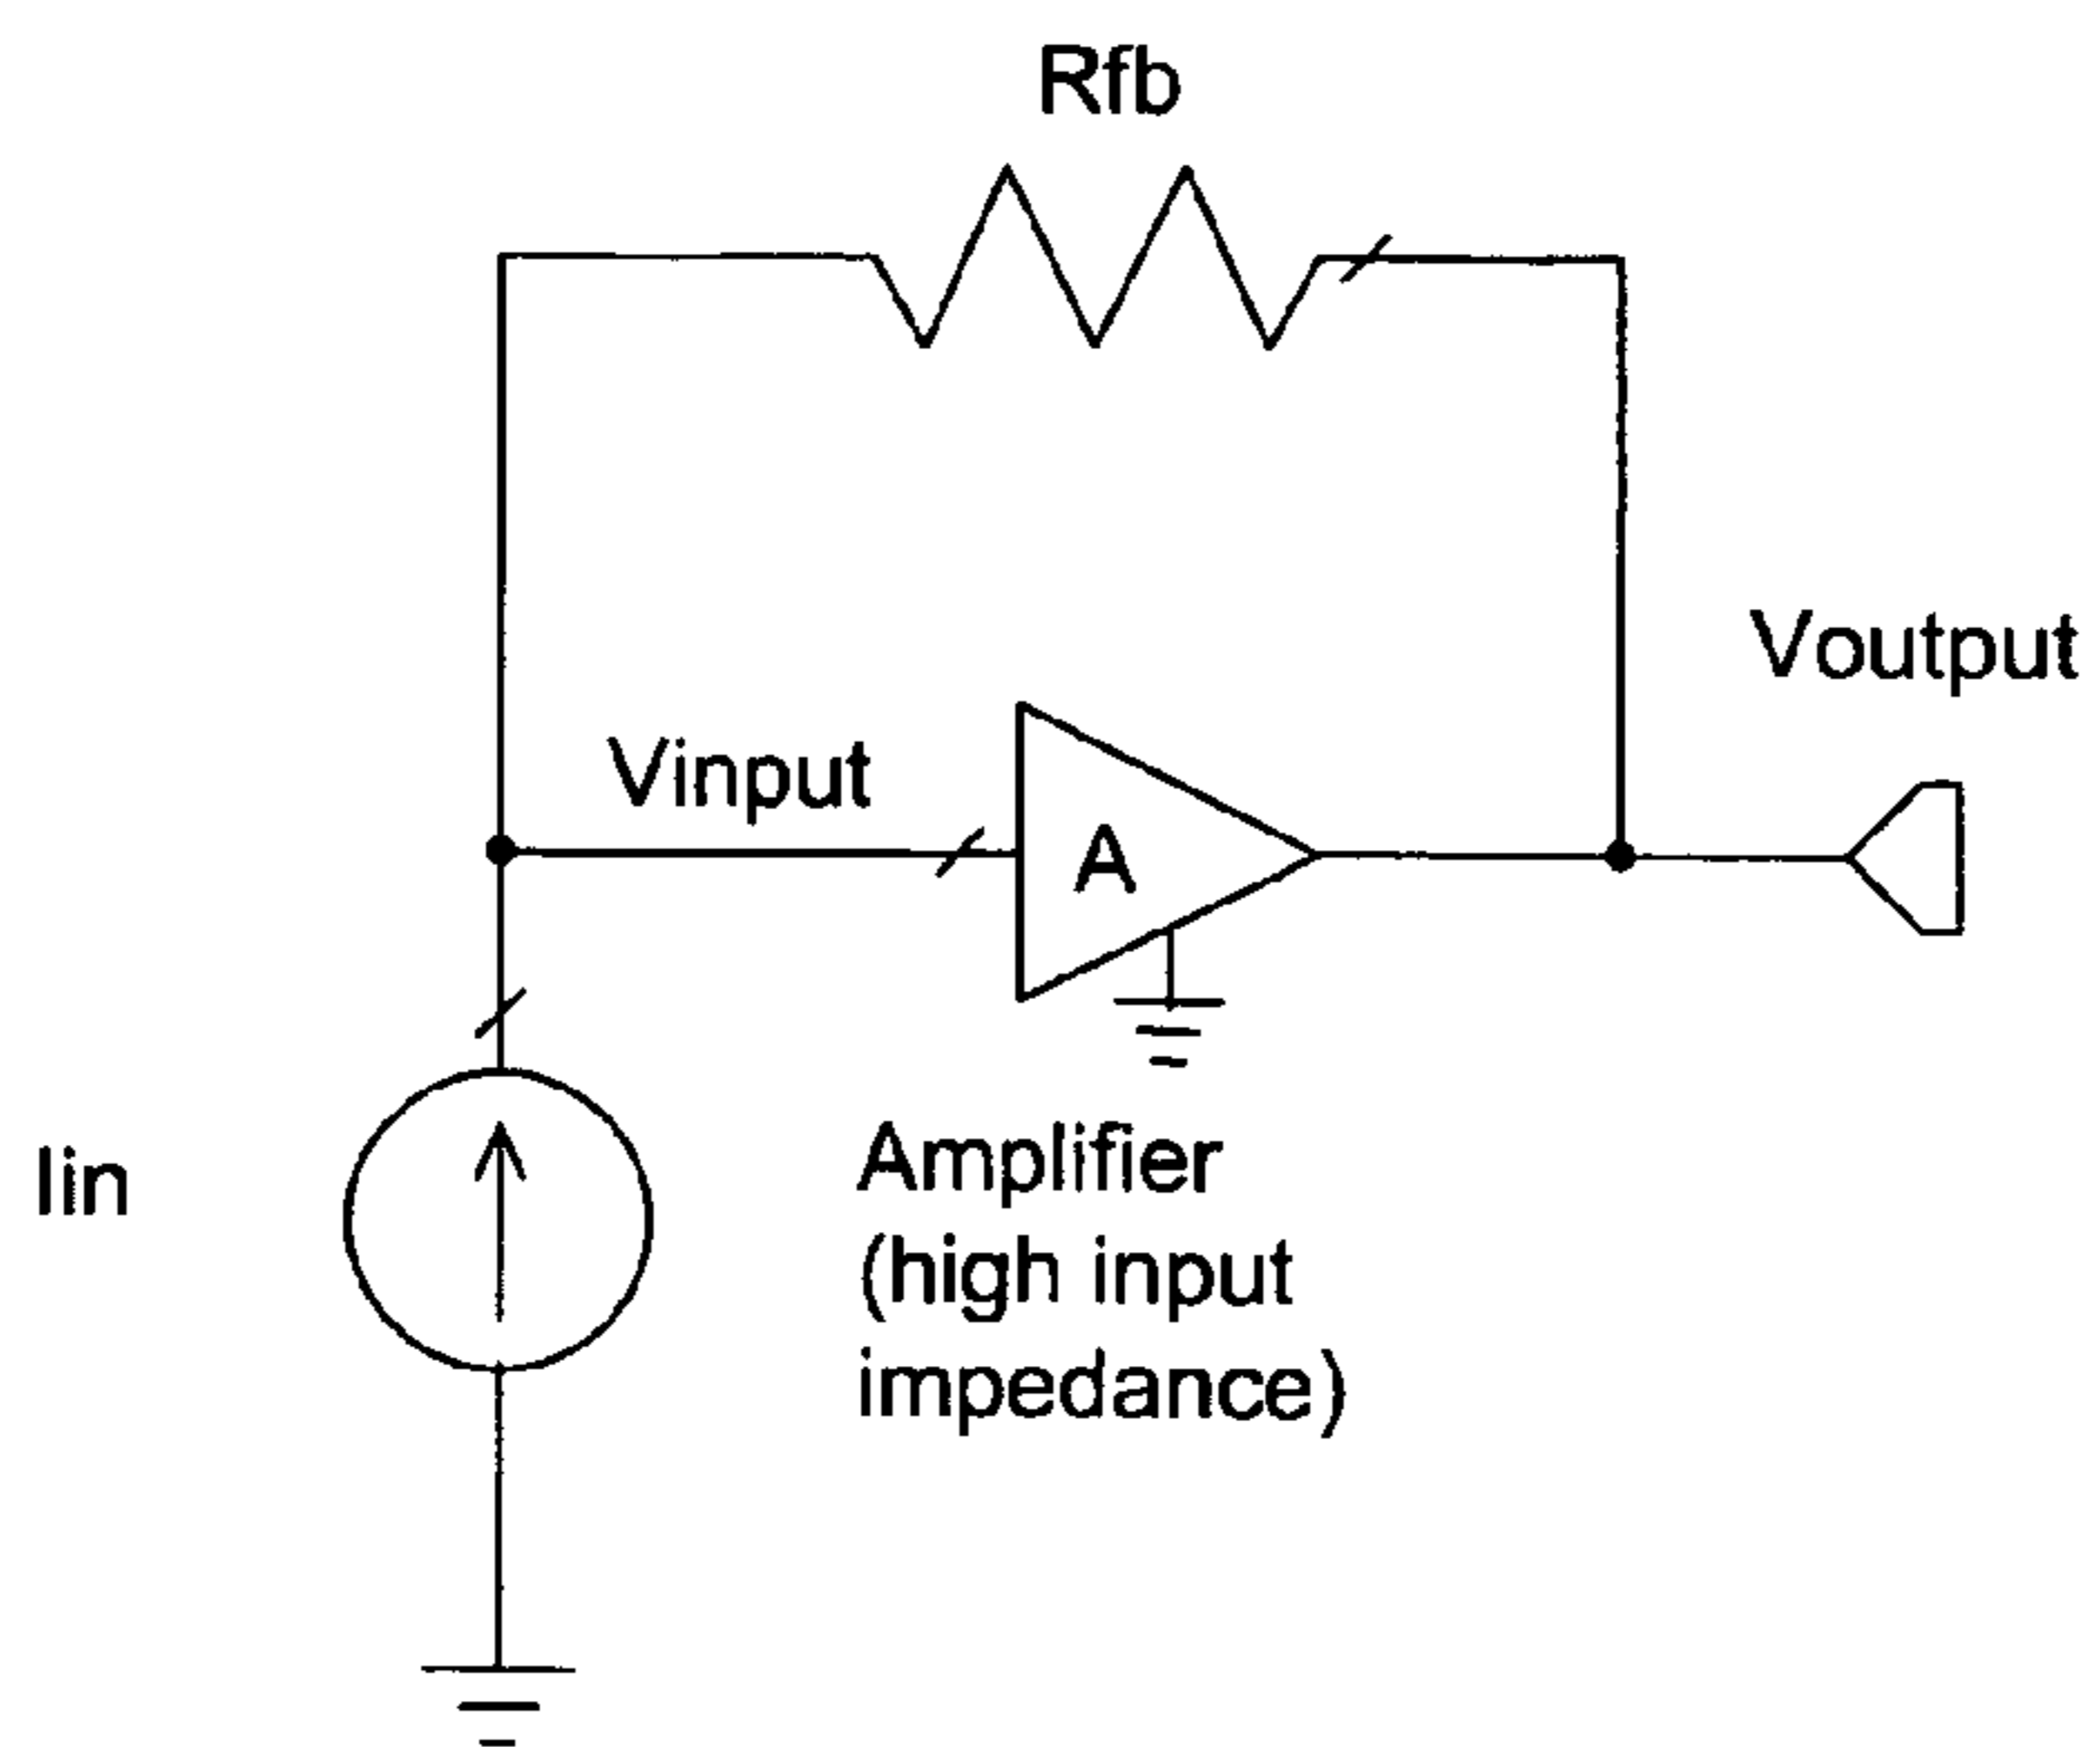 Rfb
Voutput
Vinput
A
Iin
Amplifier
(high input
impedance)